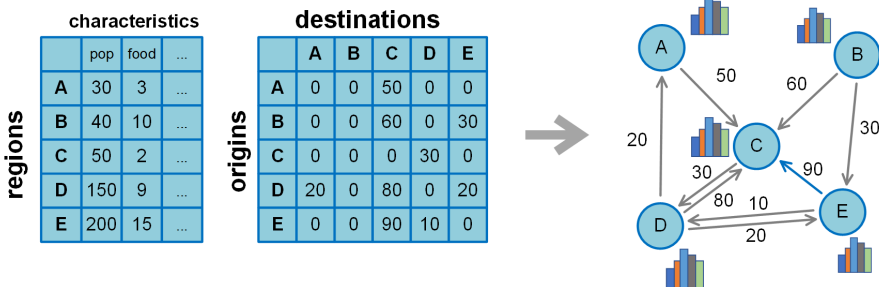 characteristics
regions
pop food ...
A 30 3 ...
B 40 10 ...
C 50 2 ...
D 150 9 ...
E 200 15 ...
destinations
origins
A B C D E
A 0 0 50 0 0
B 0 0 60 0 30
C 0 0 0 30 0
D 20 0 80 0 20
E 0 0 90 10 0
A
B
50
60
20
C
30
30
80
90
D
10
20
E